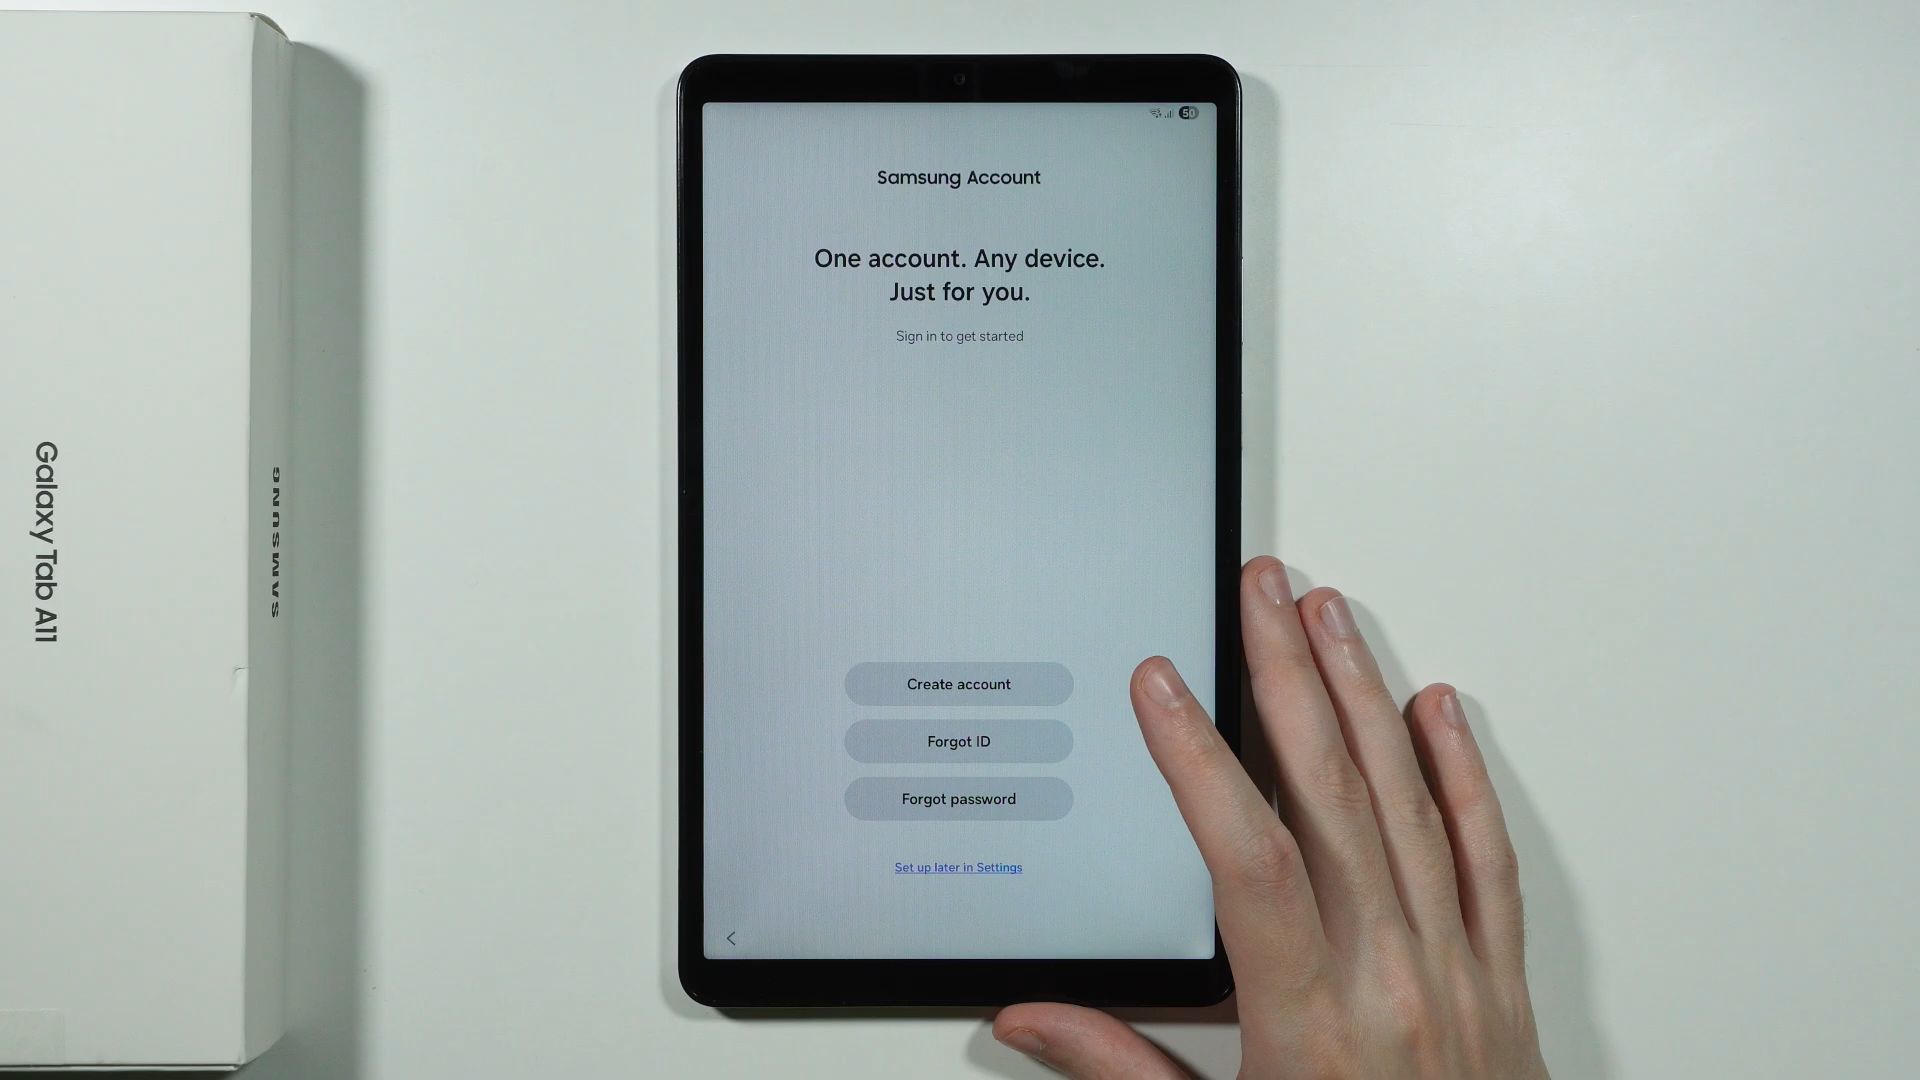 Galaxy Tab A11
SAMSUNG
60
Samsung Account
One account. Any device.
Just for you.
Sign in to get started
Create account
Forgot ID
Forgot password
Set up later in Settings